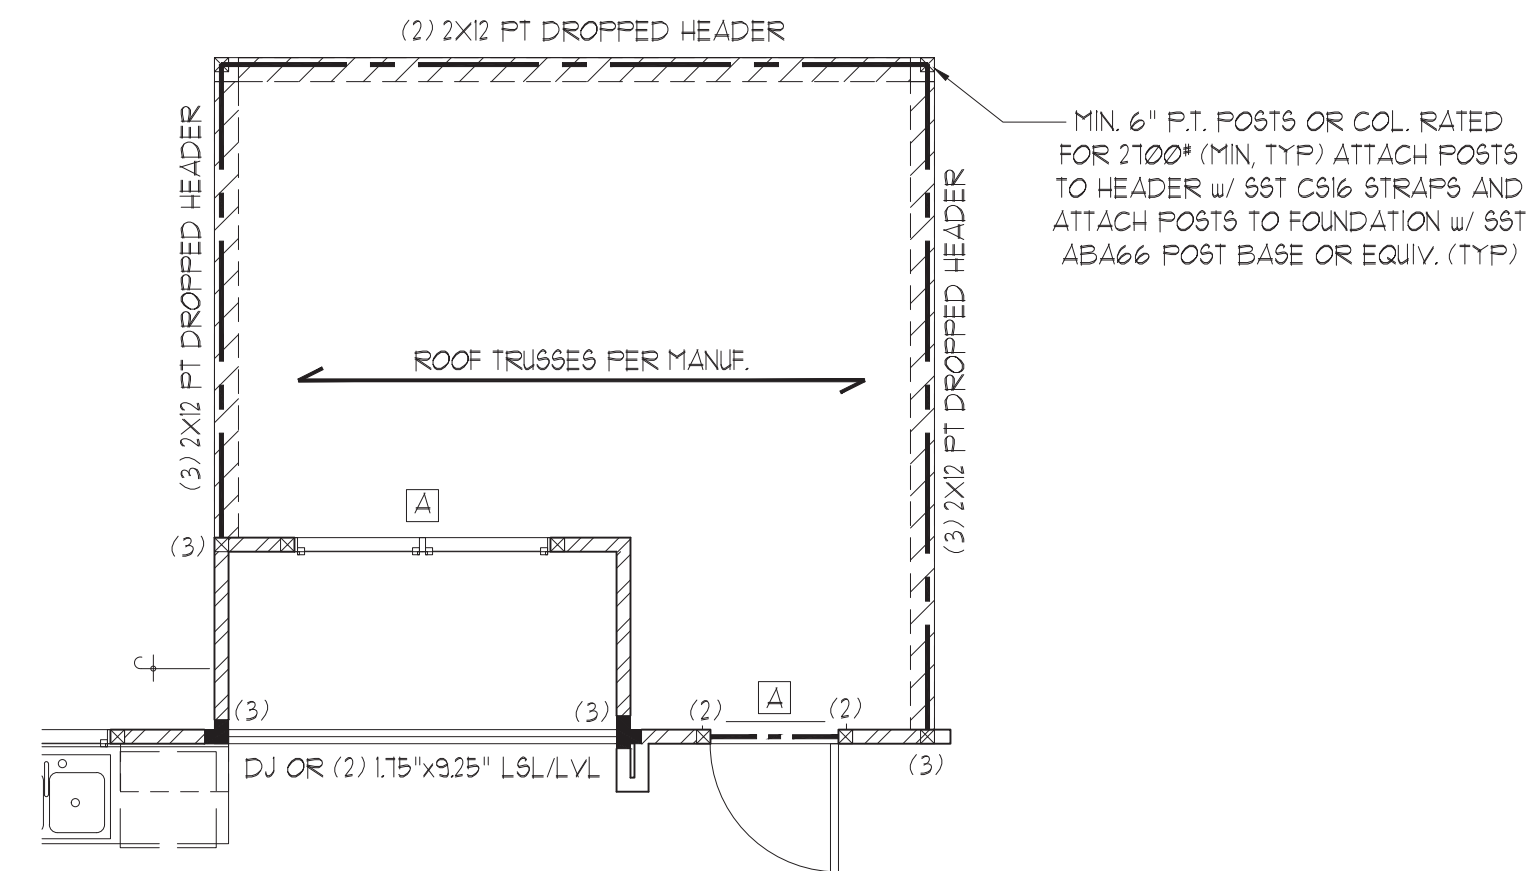 (2) 2X12 PT DROPPED HEADER
(3) 2X12 PT DROPPED HEADER
MIN. 6" P.T. POSTS OR COL. RATED
FOR 2700# (MIN, TYP) ATTACH POSTS
TO HEADER w/ SST CS16 STRAPS AND
ATTACH POSTS TO FOUNDATION w/ SST
ABA66 POST BASE OR EQUIV. (TYP)
(3) 2X12 PT DROPPED HEADER
ROOF TRUSSES PER MANUF.
A
(3)
(3)
(3)
(2)
A
(2)
DJ OR (2) 1.75"x9.25" LSL/LVL
(3)